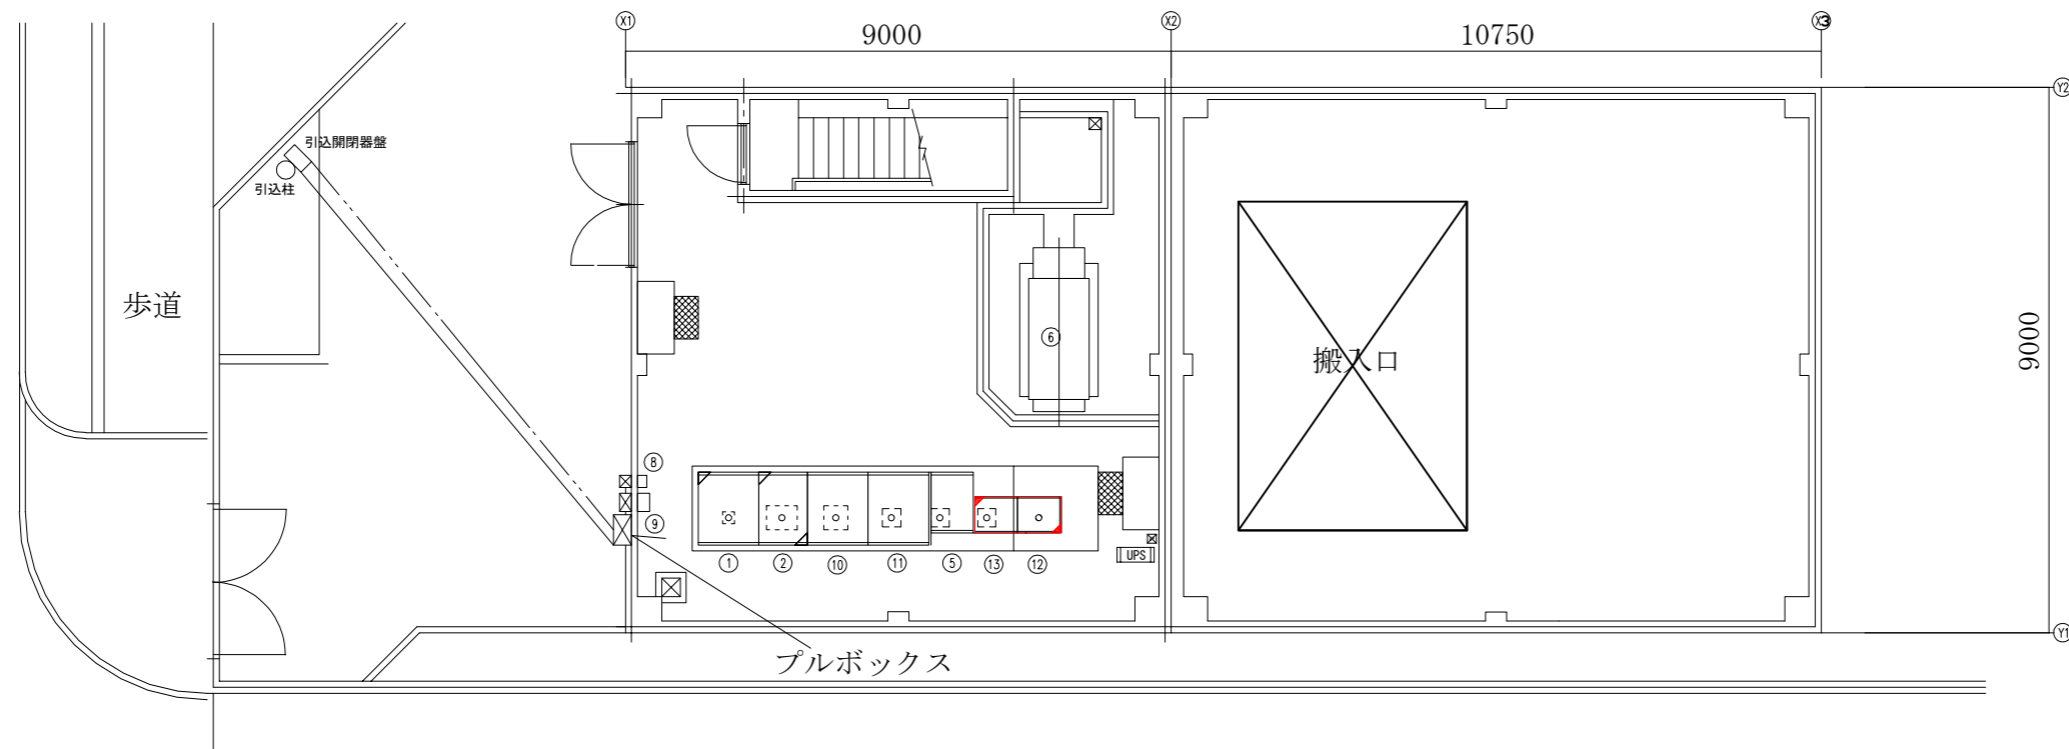 X1
X2
X3
9000
10750
Y2
引込開閉器盤
引込柱
歩道
9000
⑥
搬入口
⑧
⑨
UPS
① ② ⑩ ⑪ ⑤ ⑬ ⑫
Y1
プルボックス